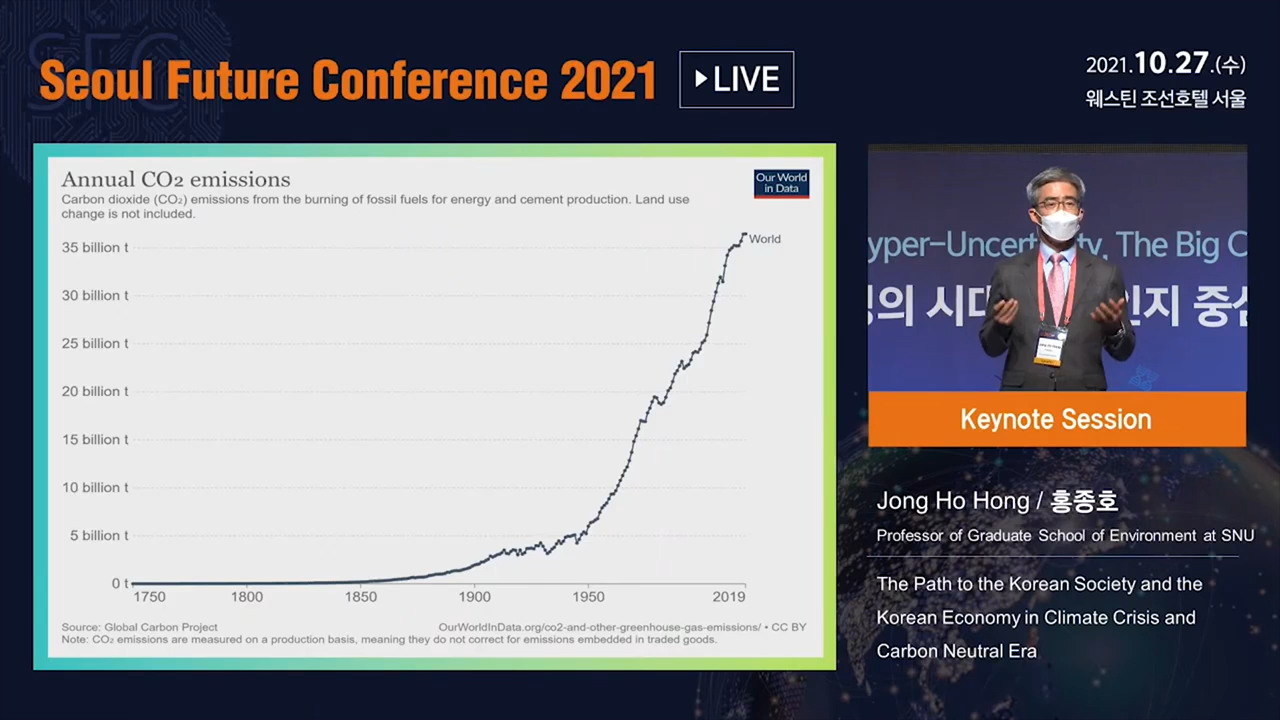 Seoul Future Conference 2021
LIVE
2021.10.27.(수)
웨스틴 조선호텔 서울
Annual CO₂ emissions
Our World
in Data
Carbon dioxide (CO₂) emissions from the burning of fossil fuels for energy and cement production. Land use
change is not included.
35 billion t
World
30 billion t
25 billion t
20 billion t
15 billion t
10 billion t
5 billion t
0 t
1750 1800 1850 1900 1950 2019
Source: Global Carbon Project
OurWorldInData.org/co2-and-other-greenhouse-gas-emissions/ • CC BY
Note: CO₂ emissions are measured on a production basis, meaning they do not correct for emissions embedded in traded goods.
The Big
의 시대
중심
Keynote Session
Jong Ho Hong / 홍종호
Professor of Graduate School of Environment at SNU
The Path to the Korean Society and the
Korean Economy in Climate Crisis and
Carbon Neutral Era